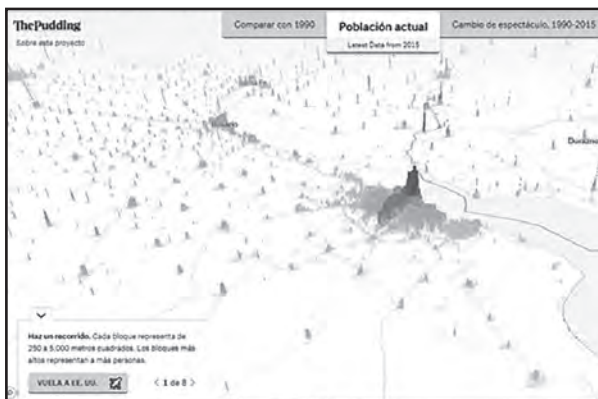 ThePudding
Sobre este proyecto
Comparar con 1990
Población actual
Latest Data from 2015
Cambio de espectáculo, 1990-2015
Rosario
Haz un recorrido. Cada bloque representa de
250 a 5.000 metros cuadrados. Los bloques más
altos representan a más personas.
VUELA A EE. UU.
< 1 de 8 >